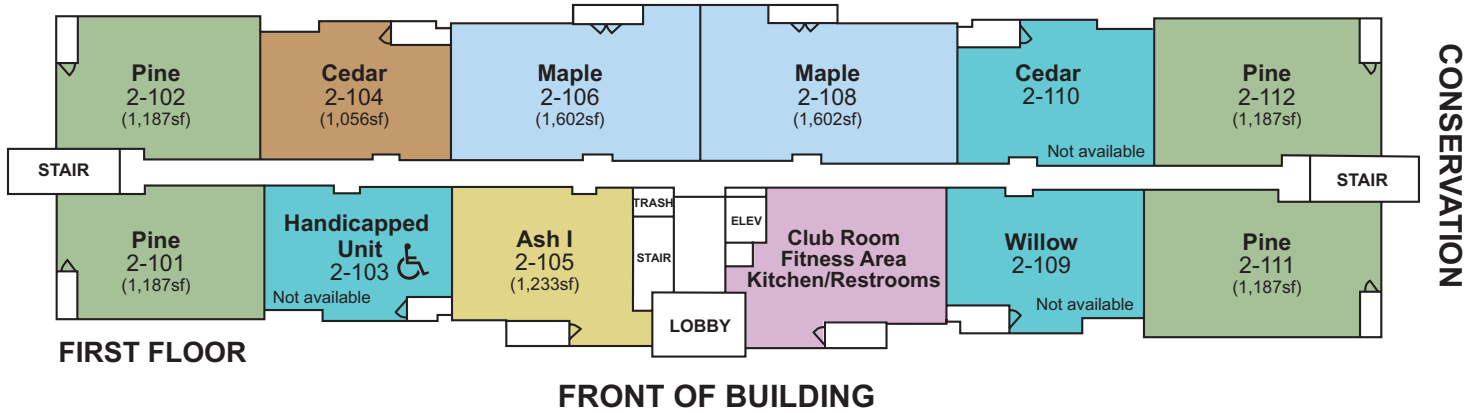 Pine
2-102
(1,187sf)
Cedar
2-104
(1,056sf)
Maple
2-106
(1,602sf)
Maple
2-108
(1,602sf)
Cedar
2-110
Not available
Pine
2-112
(1,187sf)
CONSERVATION
STAIR
STAIR
Pine
2-101
(1,187sf)
Handicapped
Unit
2-103
Not available
Ash I
2-105
(1,233sf)
TRASH
STAIR
ELEV
LOBBY
Club Room
Fitness Area
Kitchen/Restrooms
Willow
2-109
Not available
Pine
2-111
(1,187sf)
FIRST FLOOR
FRONT OF BUILDING